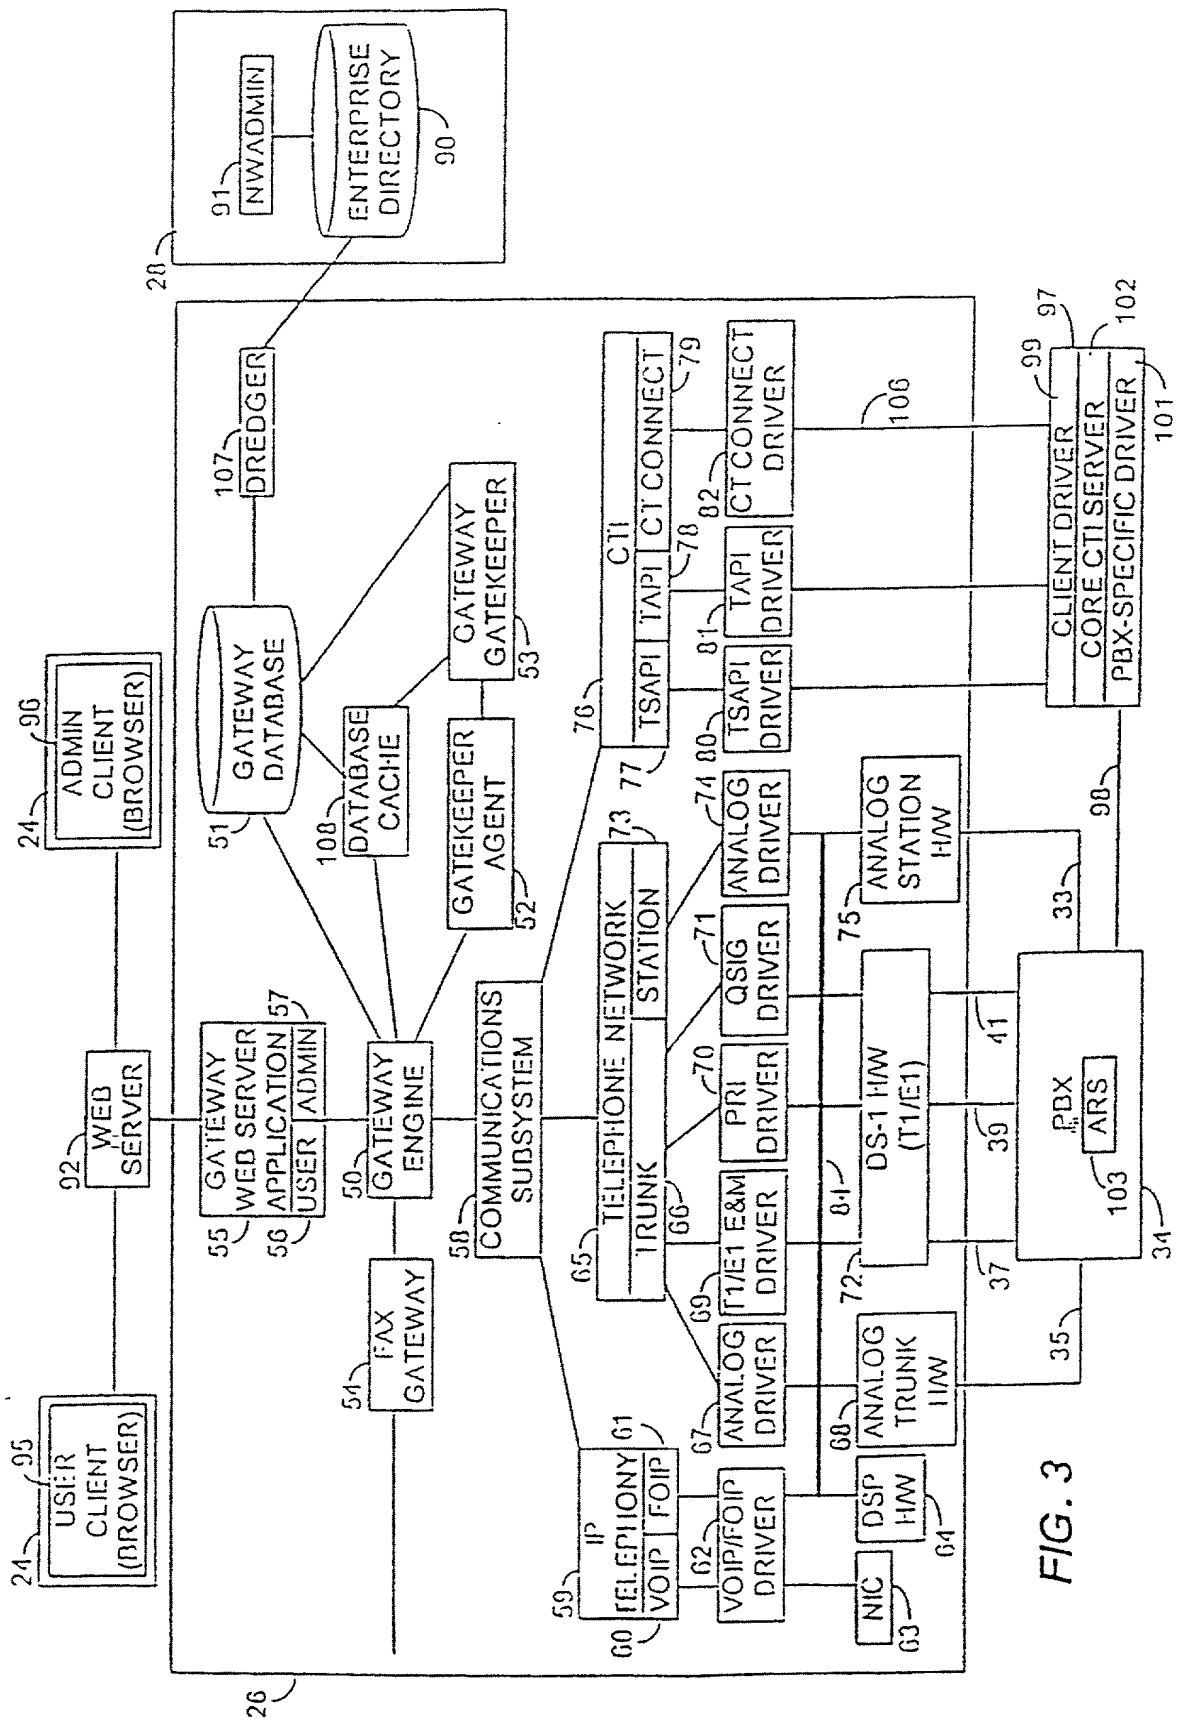 24
95
USER
CLIENT
(BROWSER)
92
WEB
SERVER
24
96
ADMIN
CLIENT
(BROWSER)
28
91
NWADMIN
ENTERPRISE
DIRECTORY
90
26
55
GATEWAY
WEB SERVER
APPLICATION
56
USER
ADMIN
57
51
GATEWAY
DATABASE
107
DREDGER
54
FAX
GATEWAY
50
GATEWAY
ENGINE
108
DATABASE
CACHE
GATEKEEPER
AGENT
52
GATEWAY
GATEKEEPER
53
58
COMMUNICATIONS
SUBSYSTEM
59
IP
TELEPHONY
60
VOIP
FOIP
61
65
TELEPHONE NETWORK
TRUNK
66
STATION
73
76
CTI
77
TSAPI
TAPI
78
CT CONNECT
79
62
VOIP/FOIP
DRIVER
67
ANALOG
DRIVER
69
T1/E1 E&M
DRIVER
70
PRI
DRIVER
71
QSIG
DRIVER
74
ANALOG
DRIVER
80
TSAPI
DRIVER
81
TAPI
DRIVER
82
CT CONNECT
DRIVER
84
63
NIC
64
DSP
H/W
68
ANALOG
TRUNK
H/W
72
DS-1 H/W
(T1/E1)
75
ANALOG
STATION
H/W
106
35
37
39
41
33
98
34
PBX
103
ARS
CLIENT DRIVER
99
97
CORE CTI SERVER
102
PBX-SPECIFIC DRIVER
101
FIG. 3